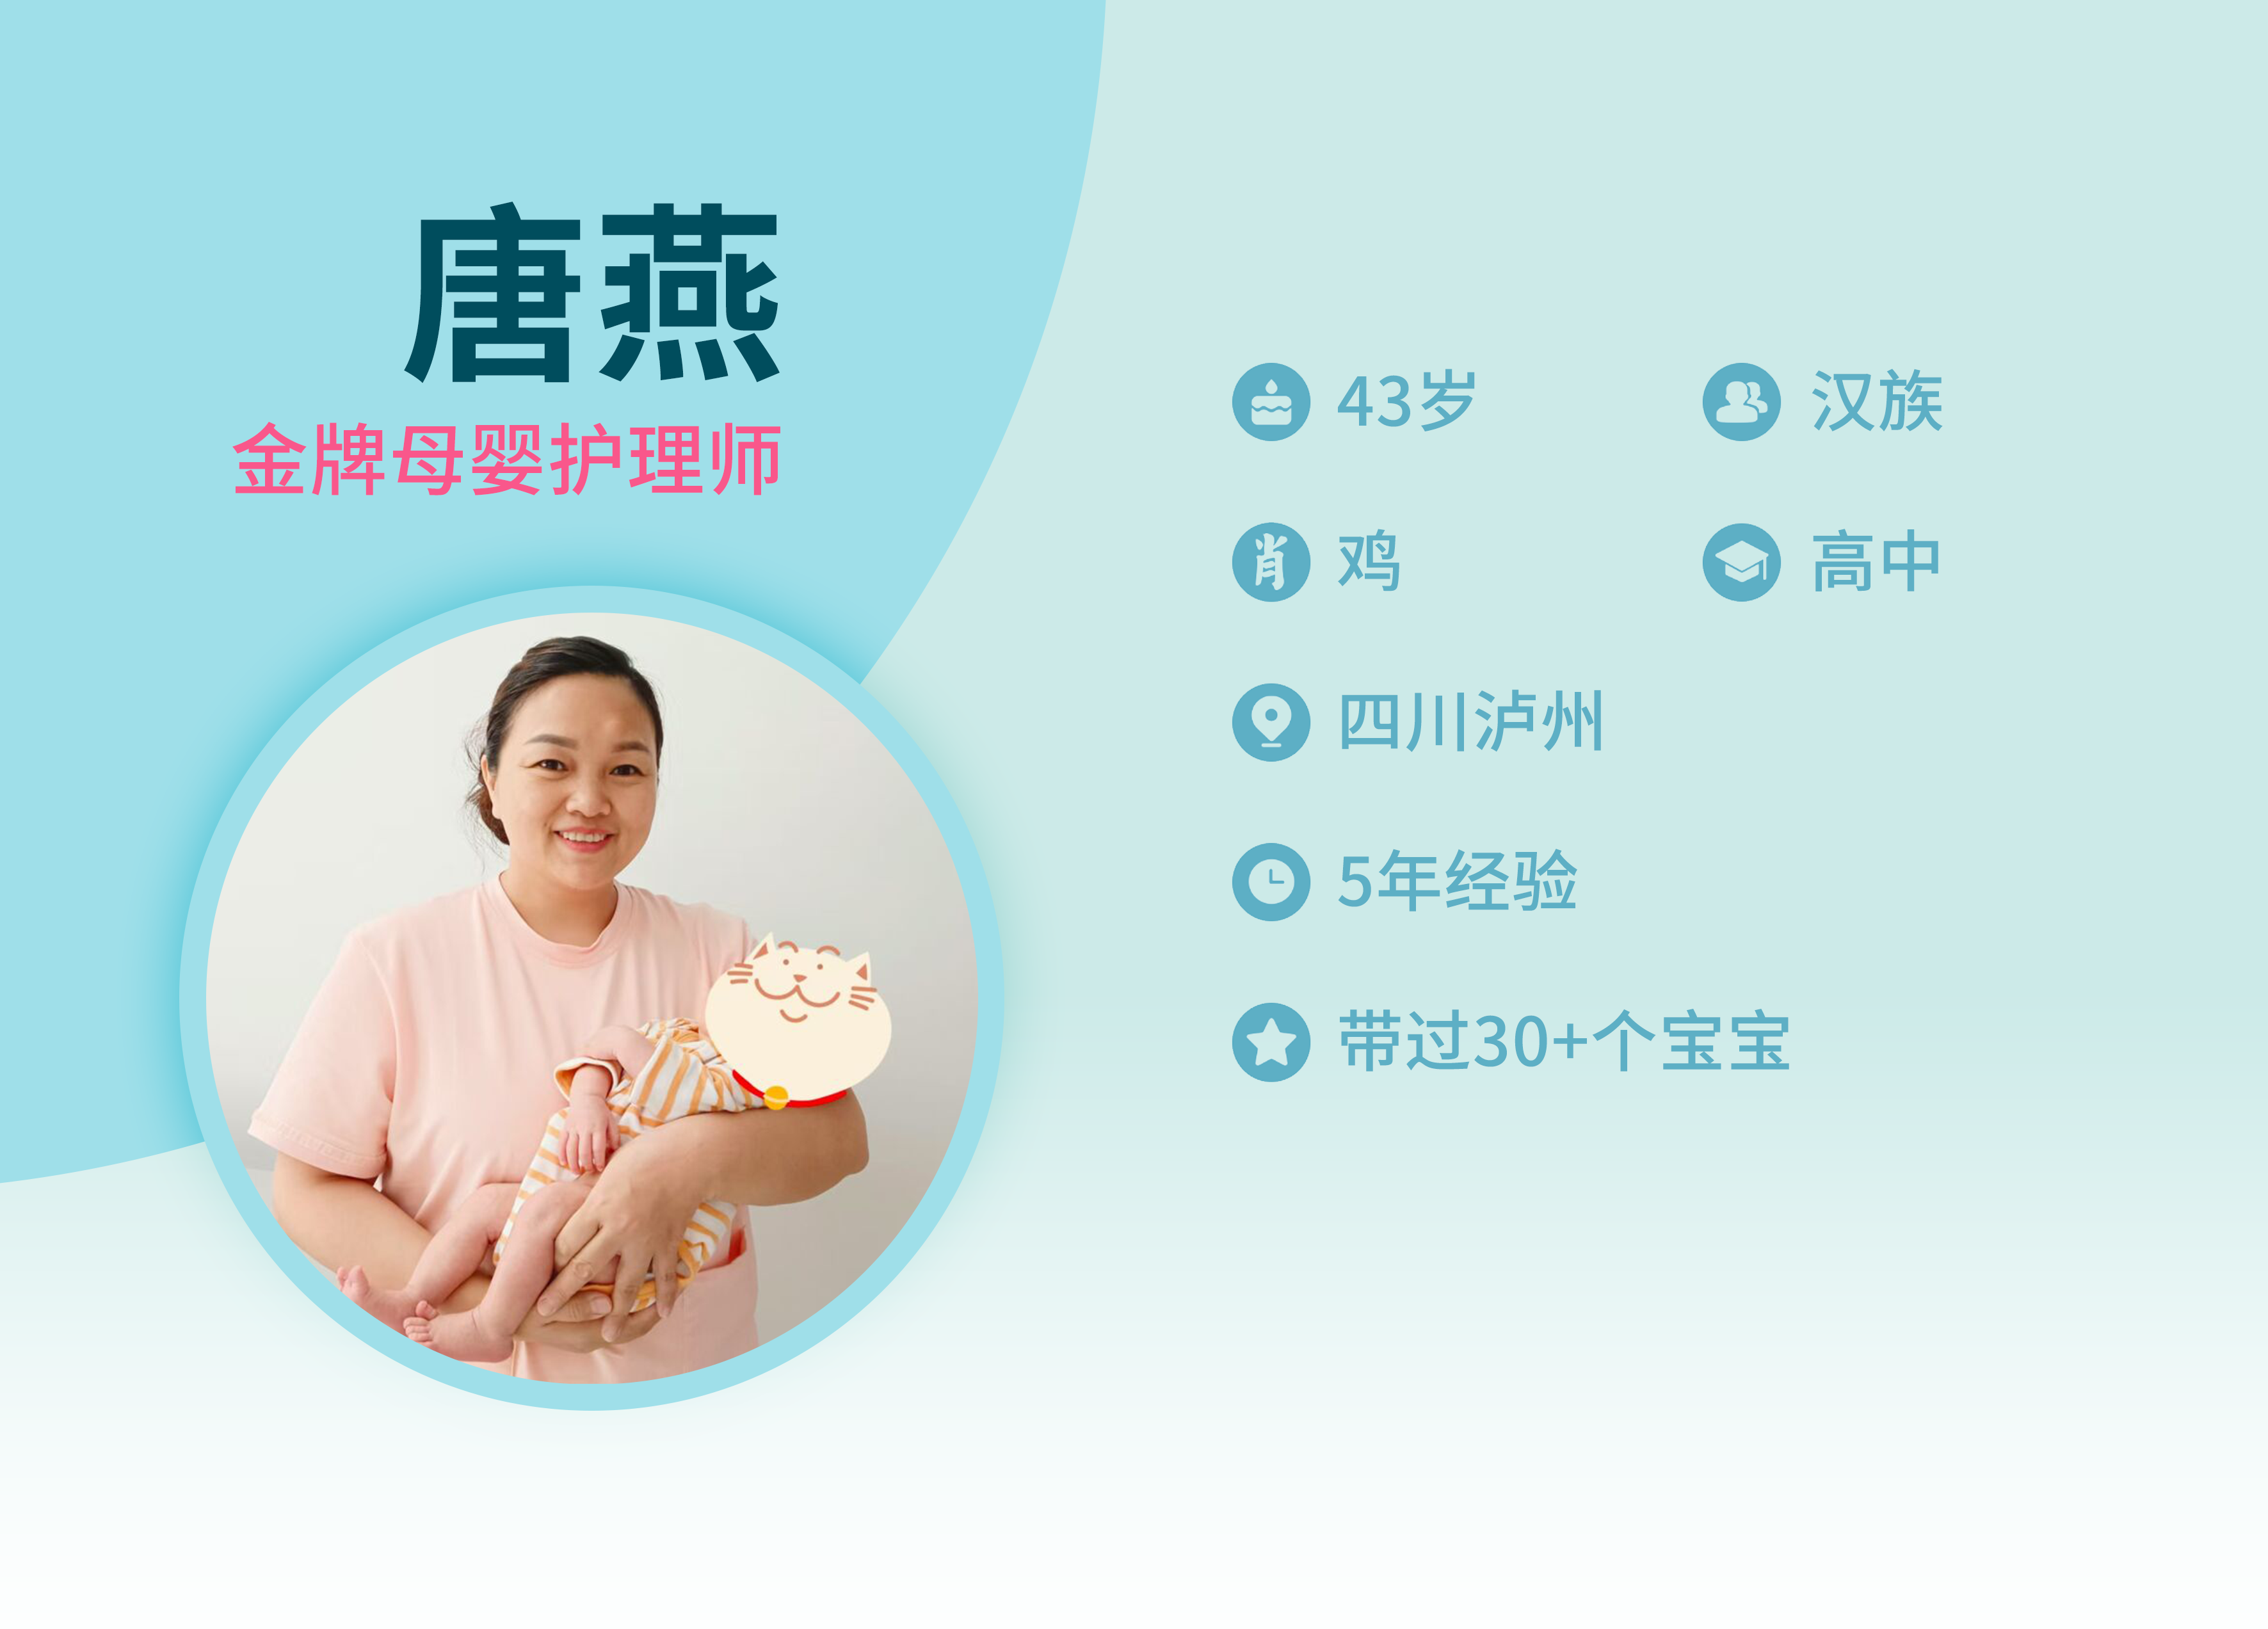 唐燕
金牌母婴护理师
43岁
汉族
肖
鸡
高中
四川泸州
5年经验
带过30+个宝宝